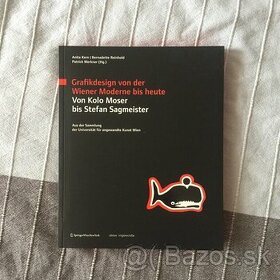 Anita Kern | Bernadette Reinhold
Patrick Werkner (Hg.)
Grafikdesign von der
Wiener Moderne bis heute
Von Kolo Moser
bis Stefan Sagmeister
Aus der Sammlung
der Universität für angewandte Kunst Wien
SpringerWienNewYork
Bazos.sk